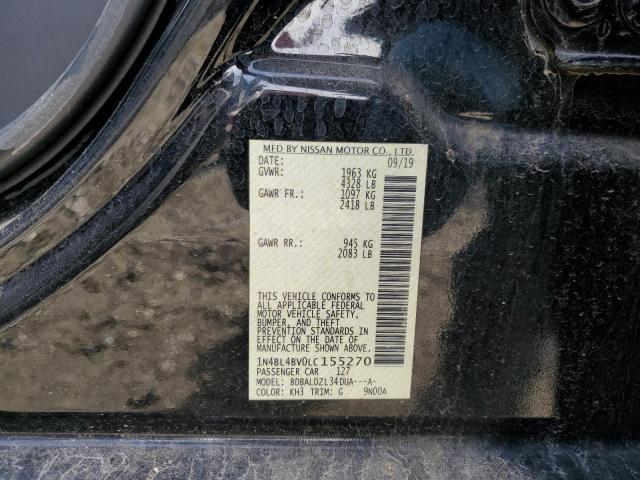 MFD BY NISSAN MOTOR CO., LTD.
DATE: 09/19
GVWR: 1963 KG
4328 LB
GAWR FR.: 1097 KG
2418 LB
GAWR RR.: 945 KG
2083 LB
THIS VEHICLE CONFORMS TO
ALL APPLICABLE FEDERAL
MOTOR VEHICLE SAFETY,
BUMPER, AND THEFT
PREVENTION STANDARDS IN
EFFECT ON THE DATE OF
MANUFACTURE SHOWN ABOVE.
1N4BL4BV0LC155270
PASSENGER CAR 127
MODEL: BDBALDZL34DUA---A-
COLOR: KH3 TRIM: G 9N00A